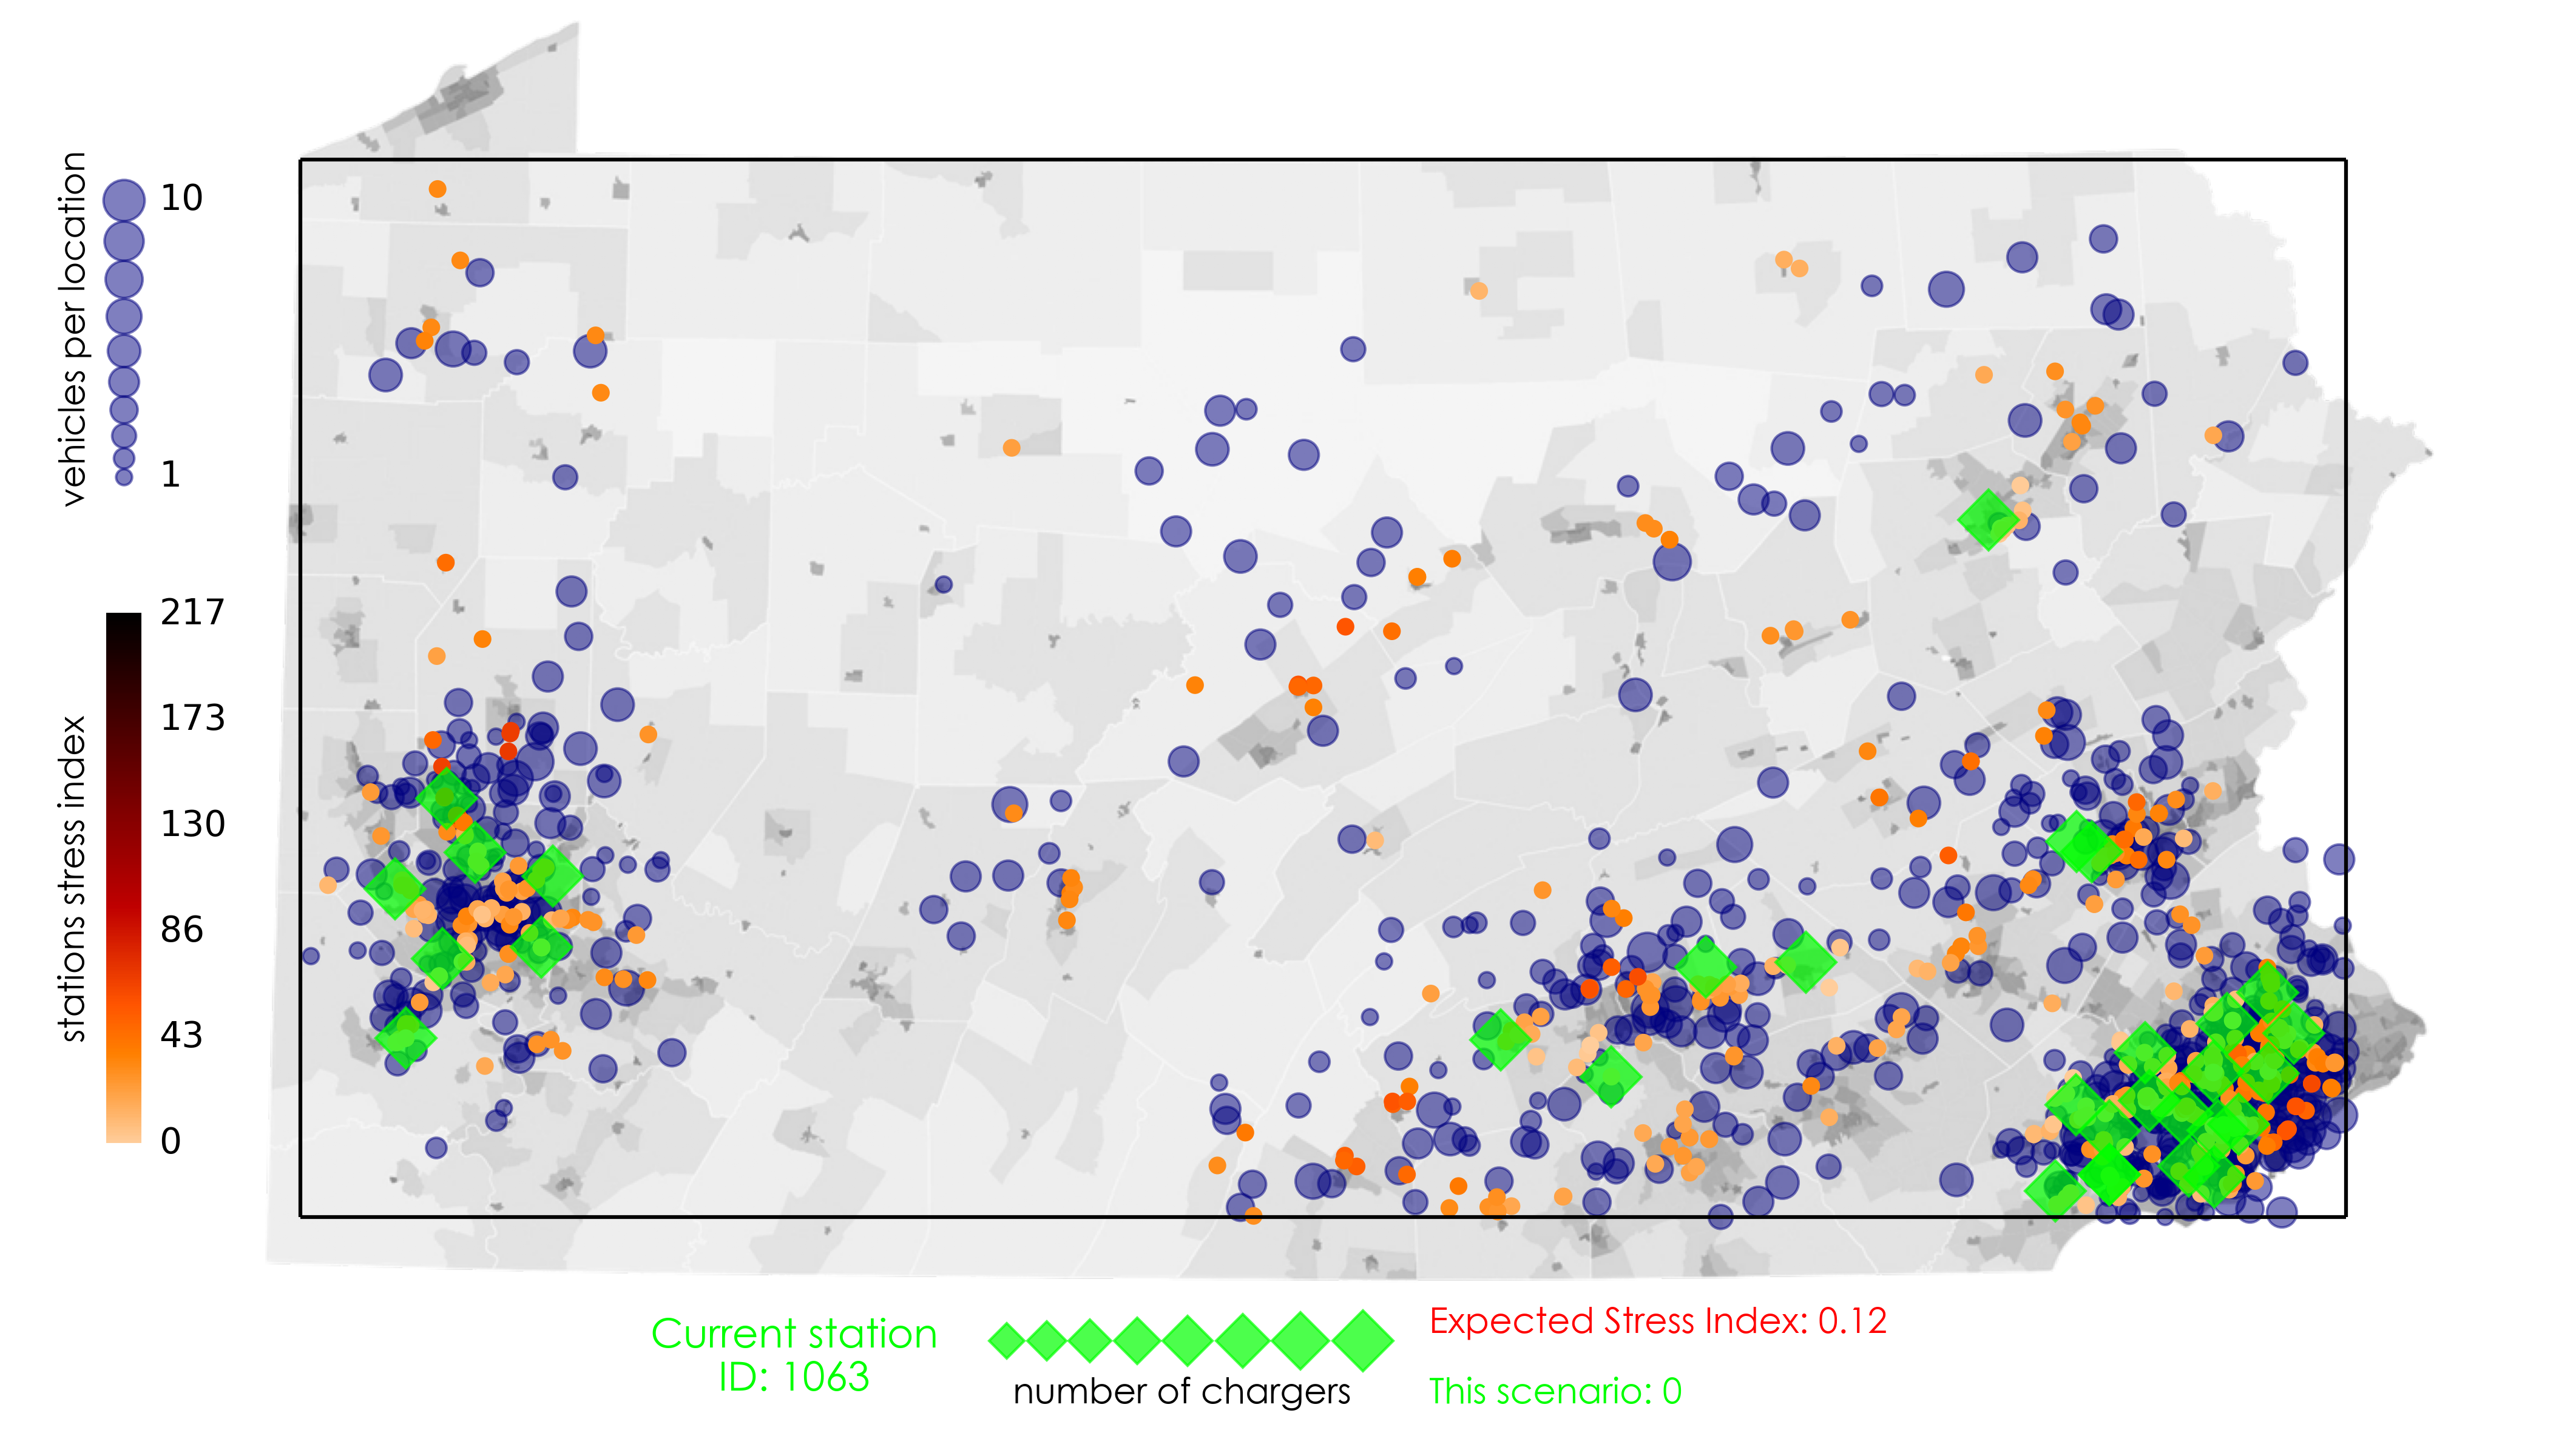 vehicles per location
10
1
stations stress index
217
173
130
86
43
0
Current station
ID: 1063
number of chargers
Expected Stress Index: 0.12
This scenario: 0